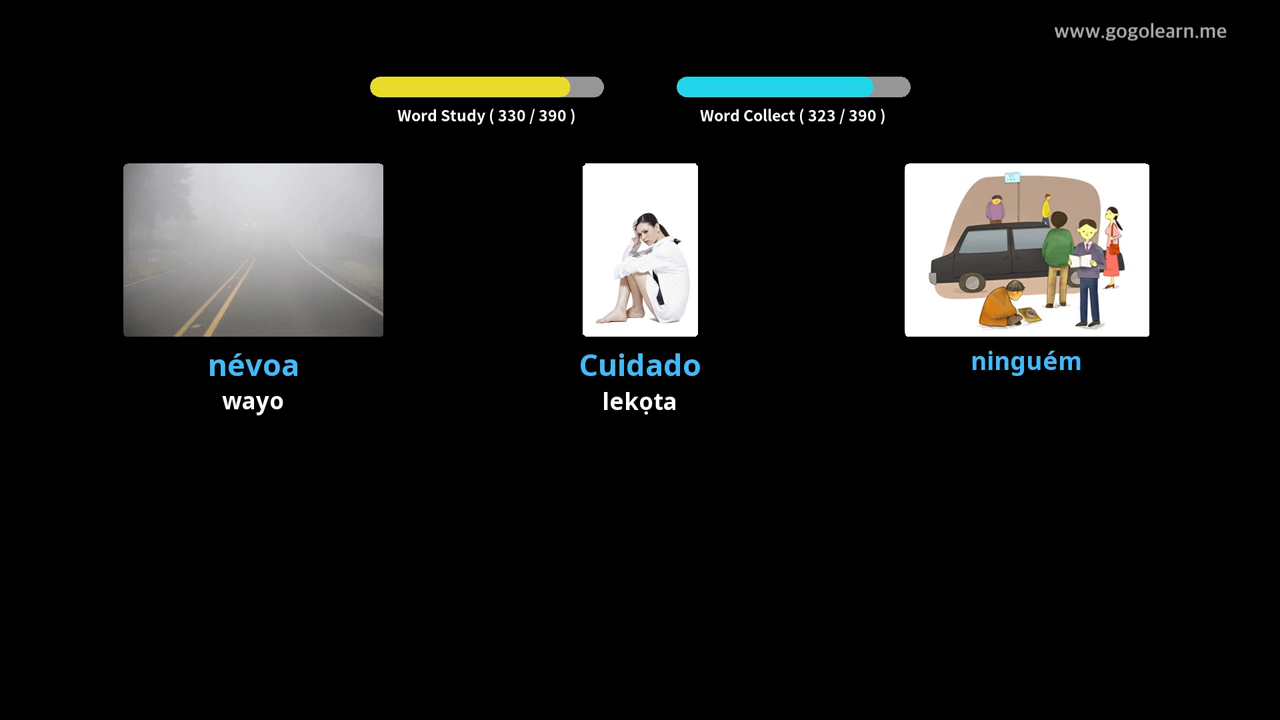 www.gogolearn.me
Word Study ( 330 / 390 )
Word Collect ( 323 / 390 )
névoa
wayo
Cuidado
lekọta
ninguém